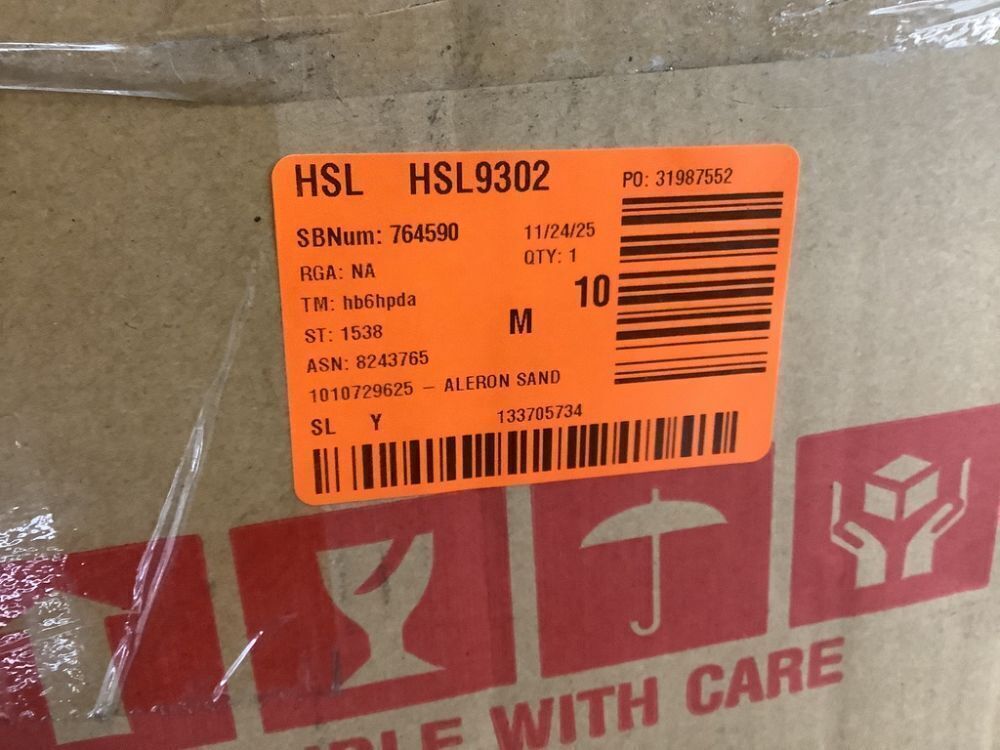 HSL HSL9302
PO: 31987552
SBNum: 764590
11/24/25
RGA: NA
QTY: 1
TM: hb6hpda
10
ST: 1538
M
ASN: 8243765
1010729625 – ALERON SAND
SL Y
133705734
WITH CARE